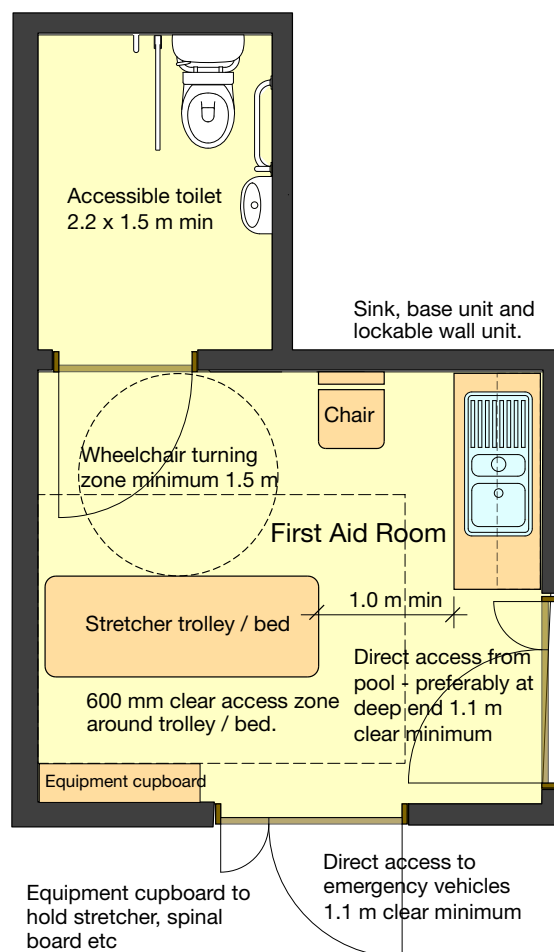 Accessible toilet
2.2 x 1.5 m min
Sink, base unit and
lockable wall unit.
Chair
Wheelchair turning
zone minimum 1.5 m
First Aid Room
1.0 m min
Stretcher trolley / bed
Direct access from
pool - preferably at
deep end 1.1 m
clear minimum
600 mm clear access zone
around trolley / bed.
Equipment cupboard
Direct access to
emergency vehicles
1.1 m clear minimum
Equipment cupboard to
hold stretcher, spinal
board etc